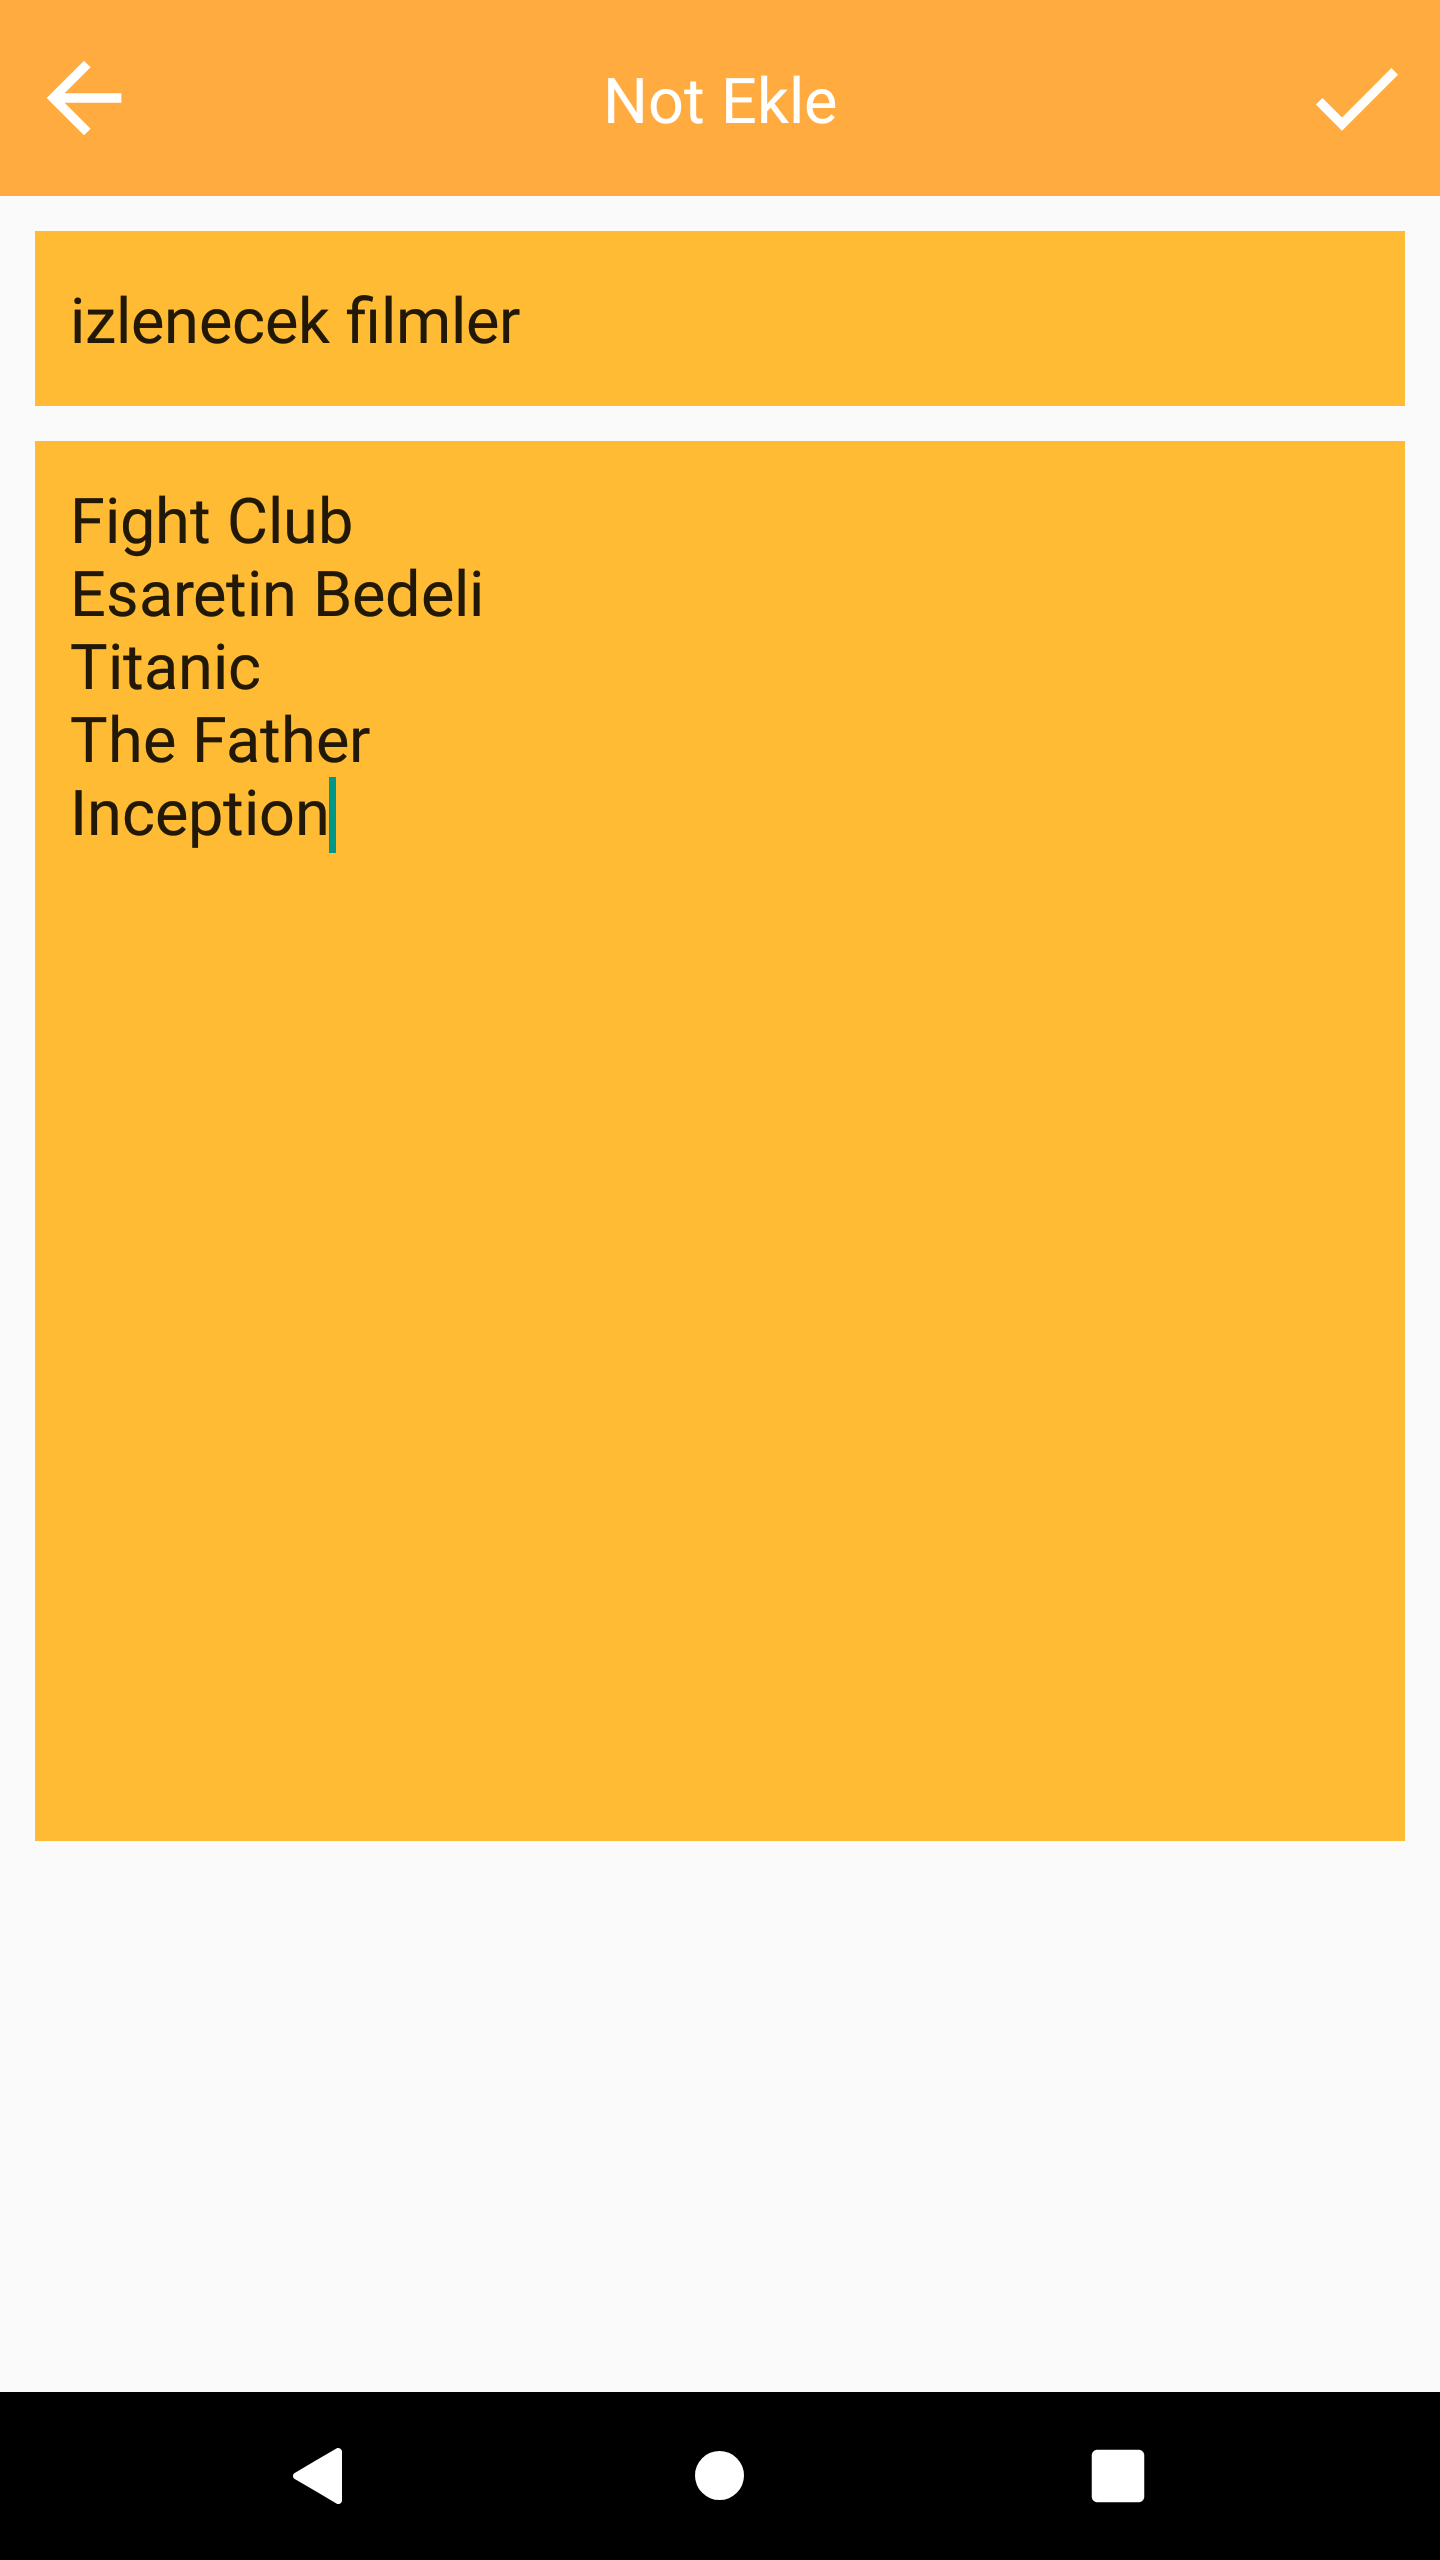 Not Ekle
izlenecek filmler
Fight Club
Esaretin Bedeli
Titanic
The Father
Inception